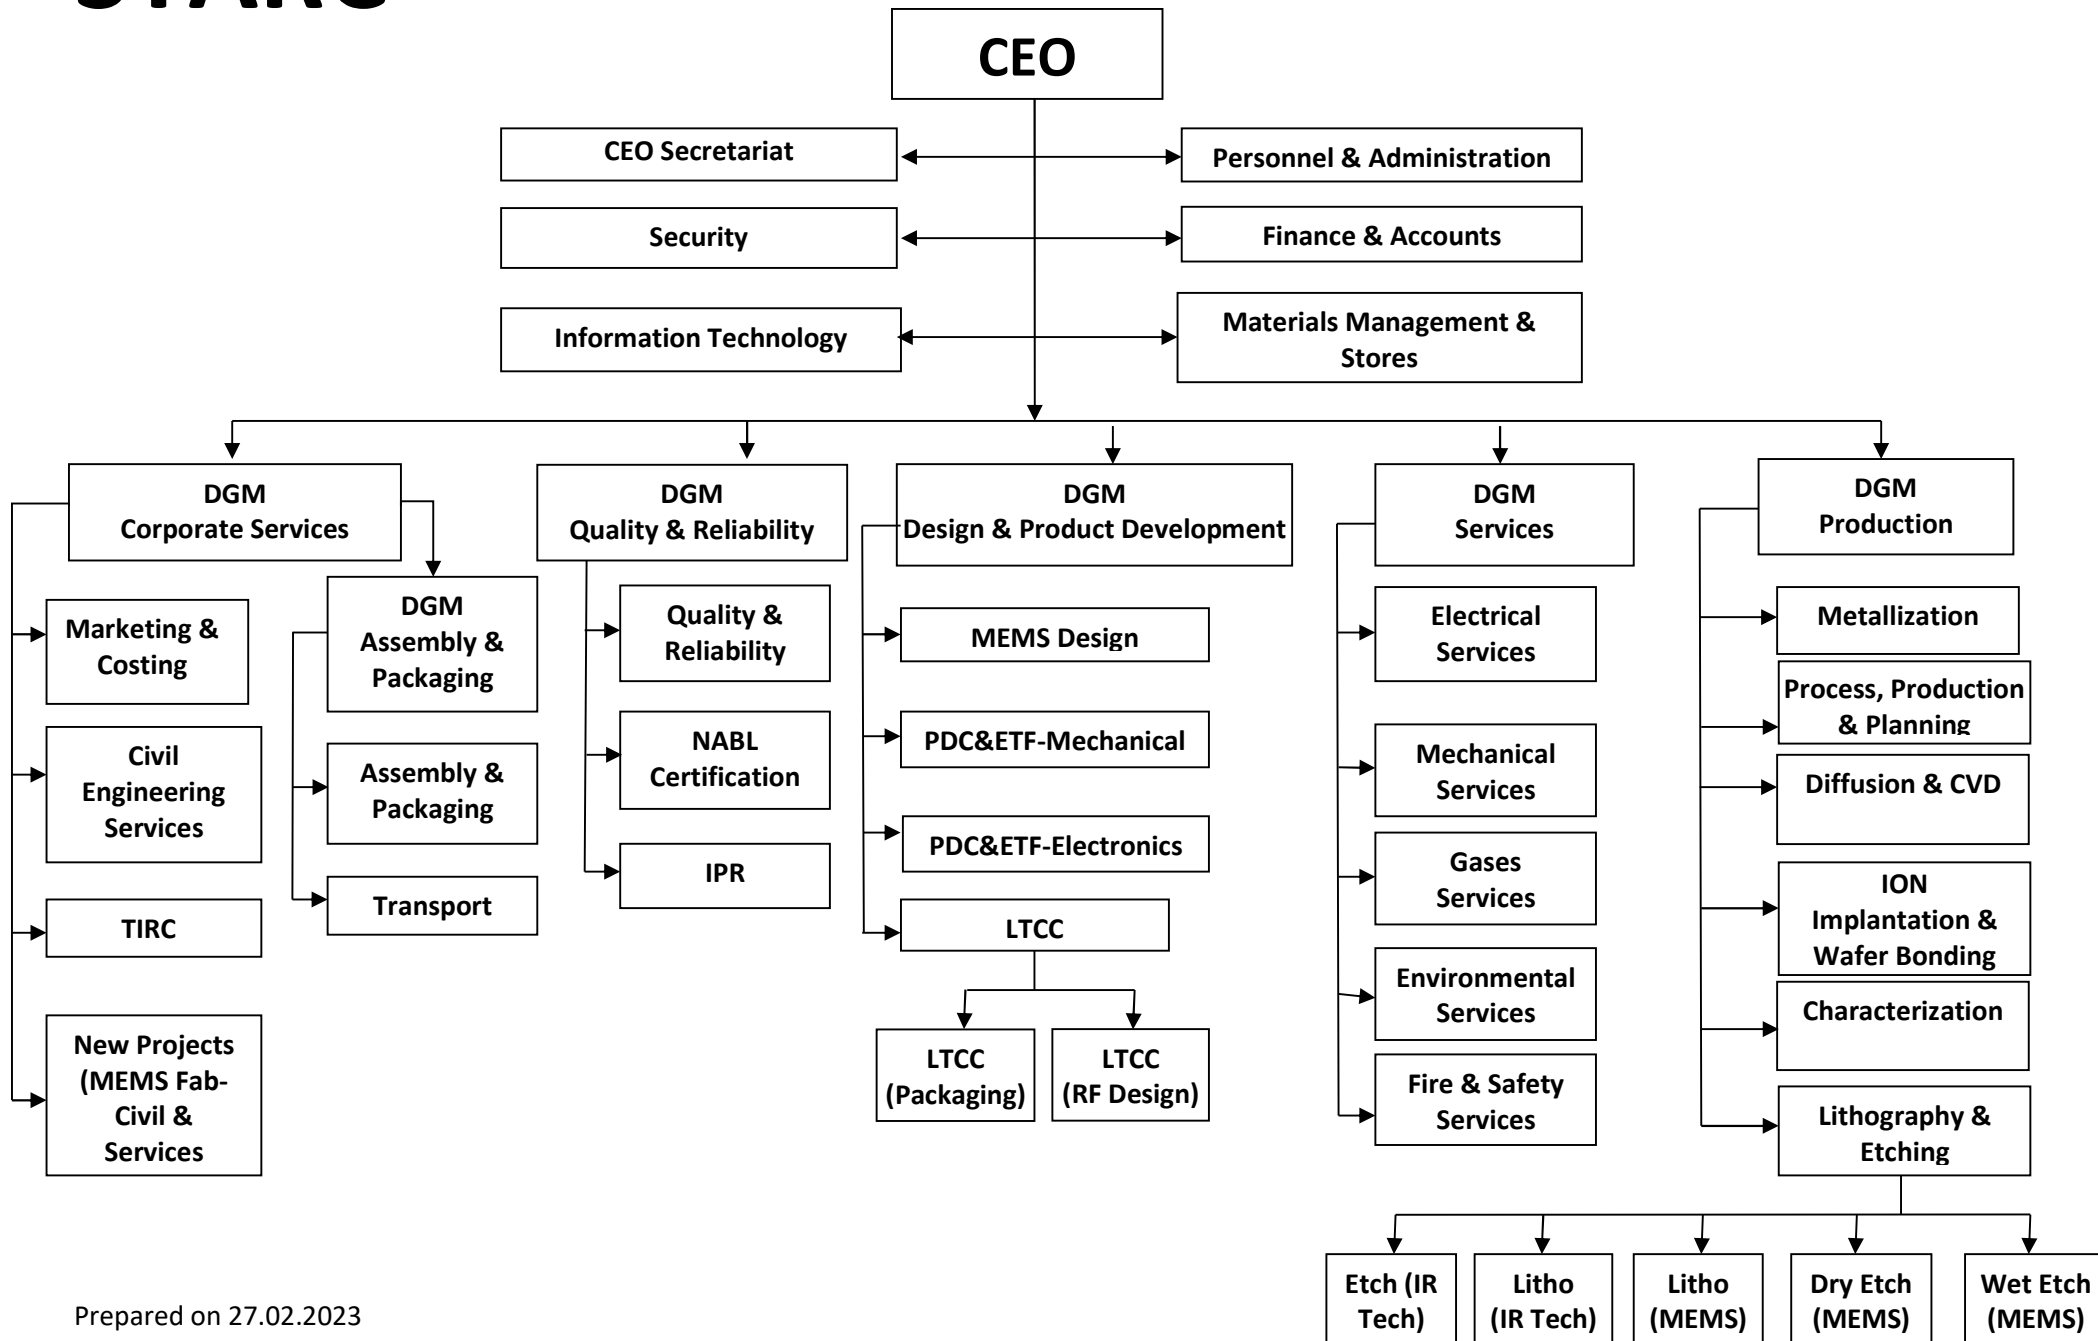 CEO
CEO Secretariat
Personnel & Administration
Security
Finance & Accounts
Information Technology
Materials Management &
Stores
DGM
Corporate Services
DGM
Quality & Reliability
DGM
Design & Product Development
DGM
Services
DGM
Production
Marketing &
Costing
Civil
Engineering
Services
TIRC
New Projects
(MEMS Fab-
Civil &
Services
DGM
Assembly &
Packaging
Assembly &
Packaging
Transport
Quality &
Reliability
NABL
Certification
IPR
MEMS Design
PDC&ETF-Mechanical
PDC&ETF-Electronics
LTCC
LTCC
(Packaging)
LTCC
(RF Design)
Electrical
Services
Mechanical
Services
Gases
Services
Environmental
Services
Fire & Safety
Services
Metallization
Process, Production
& Planning
Diffusion & CVD
ION
Implantation &
Wafer Bonding
Characterization
Lithography &
Etching
Etch (IR
Tech)
Litho
(IR Tech)
Litho
(MEMS)
Dry Etch
(MEMS)
Wet Etch
(MEMS)
Prepared on 27.02.2023